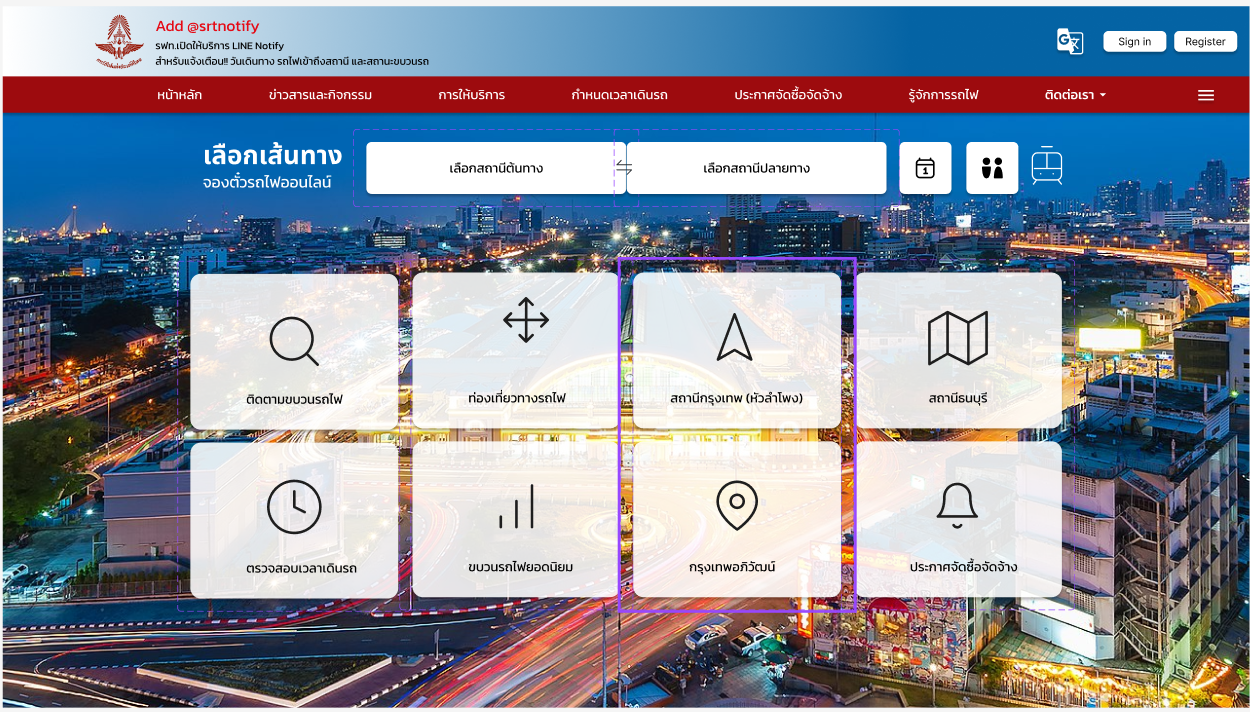 Add @srtnotify
รฟท.เปิดให้บริการ LINE Notify
สำหรับแจ้งเตือน!! วันเดินทาง รถไฟเข้าถึงสถานี และสถานะขบวนรถ
Sign in
Register
หน้าหลัก
ข่าวสารและกิจกรรม
การให้บริการ
กำหนดเวลาเดินรถ
ประกาศจัดซื้อจัดจ้าง
รู้จักการรถไฟ
ติดต่อเรา
เลือกเส้นทาง
จองตั๋วรถไฟออนไลน์
เลือกสถานีต้นทาง
เลือกสถานีปลายทาง
1
ติดตามขบวนรถไฟ
ท่องเที่ยวทางรถไฟ
สถานีกรุงเทพ (หัวลำโพง)
สถานีธนบุรี
ตรวจสอบเวลาเดินรถ
ขบวนรถไฟยอดนิยม
กรุงเทพอภิวัฒน์
ประกาศจัดซื้อจัดจ้าง